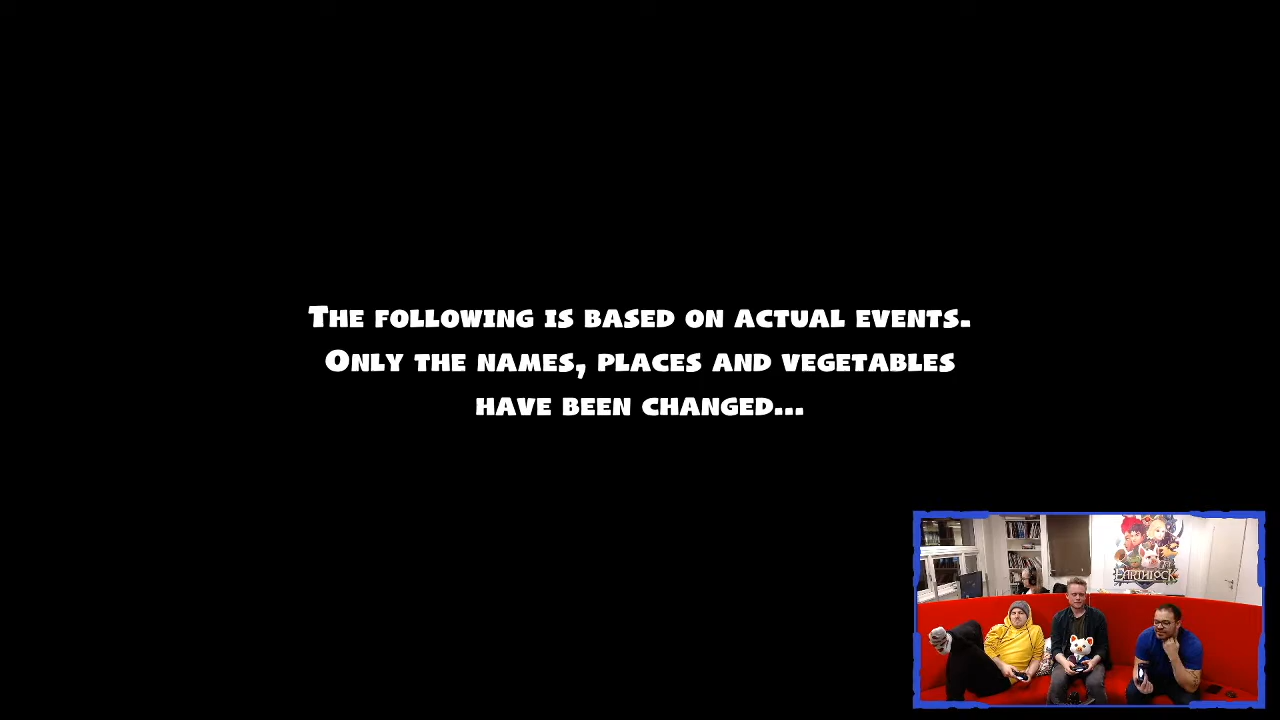 The following is based on actual events.
Only the names, places and vegetables
have been changed...
EARTHLOCK